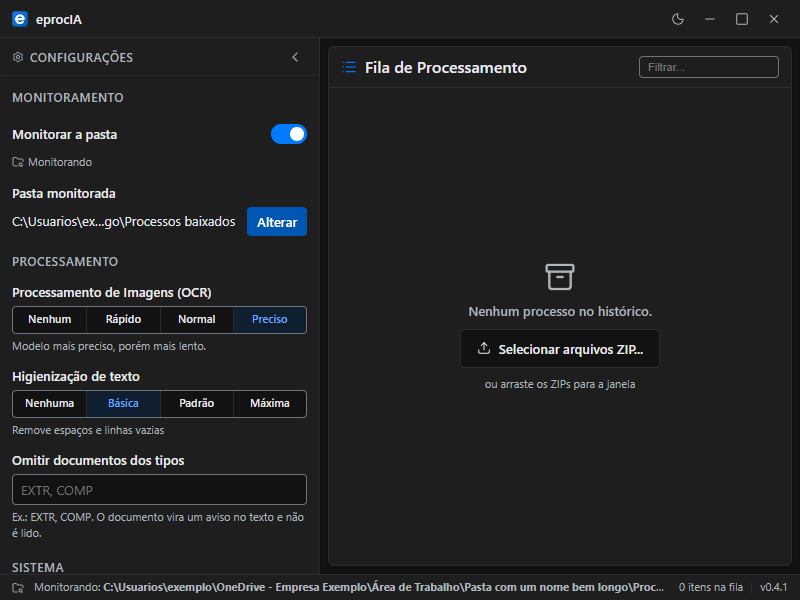 eprocIA
CONFIGURAÇÕES
MONITORAMENTO
Monitorar a pasta
Monitorando
Pasta monitorada
C:\Usuarios\ex...go\Processos baixados
Alterar
PROCESSAMENTO
Processamento de Imagens (OCR)
Nenhum Rápido Normal Preciso
Modelo mais preciso, porém mais lento.
Higienização de texto
Nenhuma Básica Padrão Máxima
Remove espaços e linhas vazias
Omitir documentos dos tipos
EXTR, COMP
Ex.: EXTR, COMP. O documento vira um aviso no texto e não
é lido.
SISTEMA
Fila de Processamento
Filtrar...
Nenhum processo no histórico.
Selecionar arquivos ZIP...
ou arraste os ZIPs para a janela
Monitorando: C:\Usuarios\exemplo\OneDrive - Empresa Exemplo\Área de Trabalho\Pasta com um nome bem longo\Proc... 0 itens na fila v0.4.1